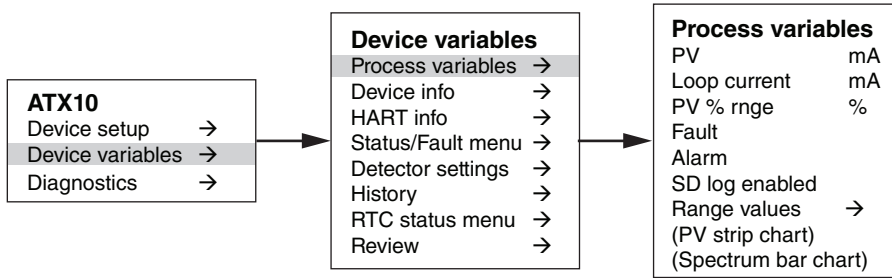 ATX10
Device setup →
Device variables →
Diagnostics →
Device variables
Process variables →
Device info →
HART info →
Status/Fault menu →
Detector settings →
History →
RTC status menu →
Review →
Process variables
PV mA
Loop current mA
PV % rnge %
Fault
Alarm
SD log enabled
Range values →
(PV strip chart)
(Spectrum bar chart)